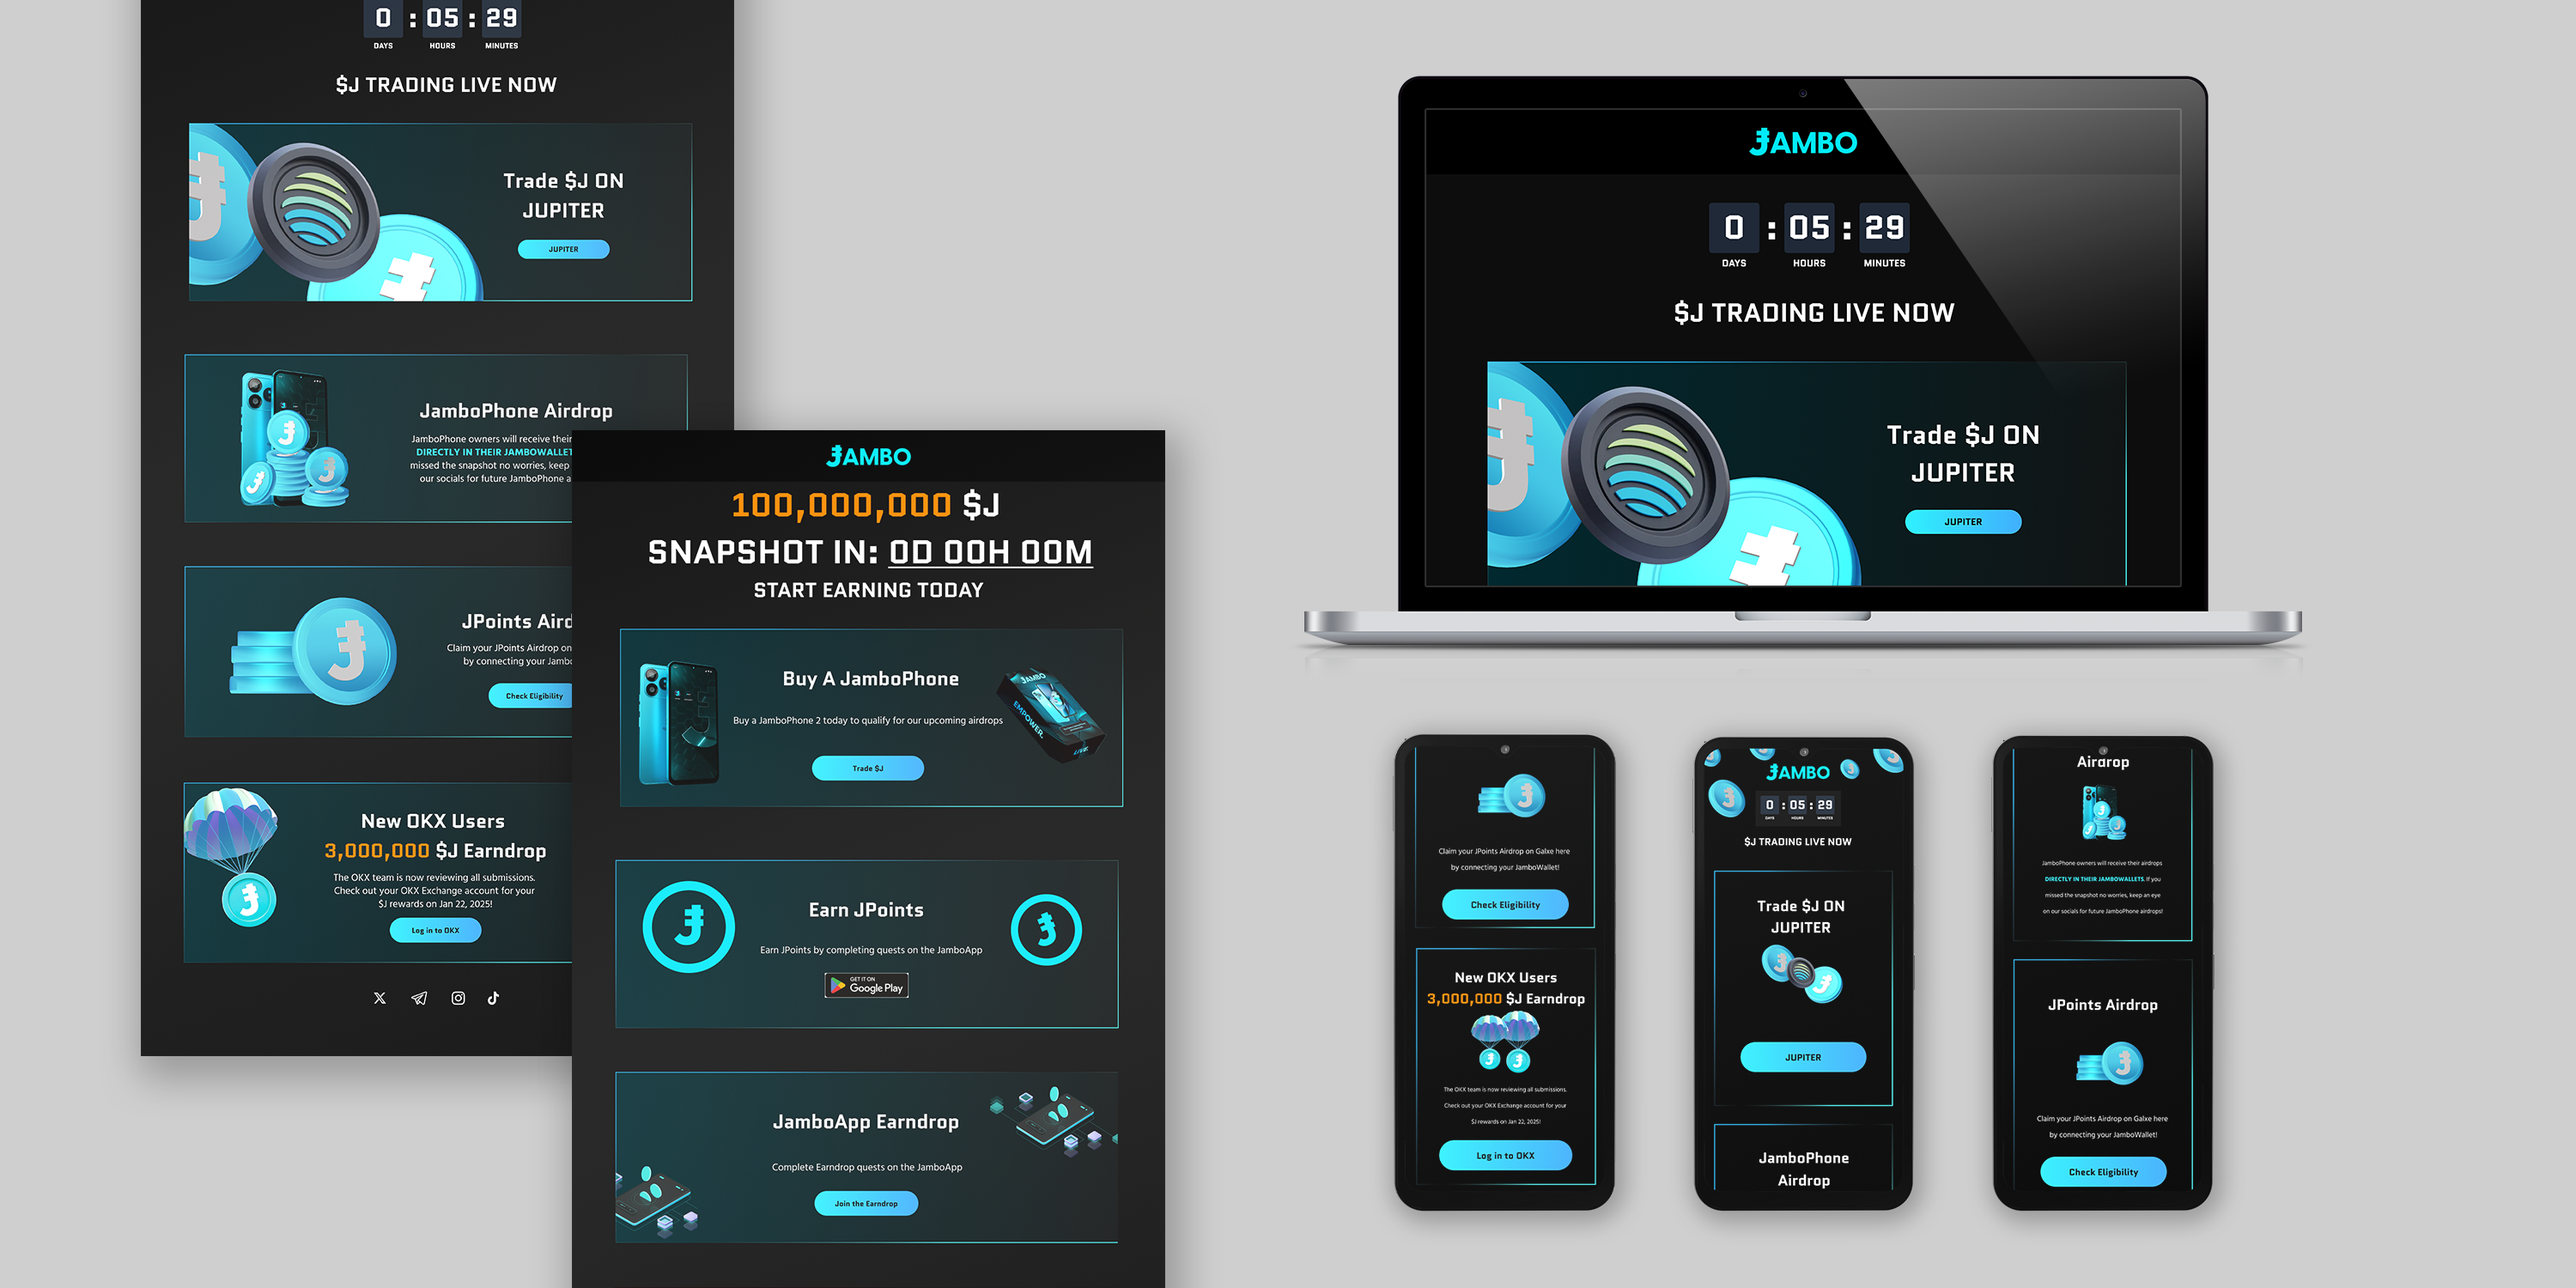 0 : 05 : 29
DAYS HOURS MINUTES
$J TRADING LIVE NOW
Trade $J ON
JUPITER
JUPITER
JamboPhone Airdrop
JamboPhone owners will receive their
DIRECTLY IN THEIR JAMBOWALLET
missed the snapshot no worries, keep
our socials for future JamboPhone a
JPoints Aird
Claim your JPoints Airdrop on
by connecting your Jambo
Check Eligibility
New OKX Users
3,000,000 $J Earndrop
The OKX team is now reviewing all submissions.
Check out your OKX Exchange account for your
$J rewards on Jan 22, 2025!
Log in to OKX
JAMBO
100,000,000 $J
SNAPSHOT IN: 0D 00H 00M
START EARNING TODAY
Buy A JamboPhone
Buy a JamboPhone 2 today to qualify for our upcoming airdrops
Trade $J
JAMBO
EMPOWER.
Earn JPoints
Earn JPoints by completing quests on the JamboApp
GET IT ON
Google Play
JamboApp Earndrop
Complete Earndrop quests on the JamboApp
Join the Earndrop
JAMBO
0 : 05 : 29
DAYS HOURS MINUTES
$J TRADING LIVE NOW
Trade $J ON
JUPITER
JUPITER
Claim your JPoints Airdrop on Galxe here
by connecting your JamboWallet!
Check Eligibility
New OKX Users
3,000,000 $J Earndrop
The OKX team is now reviewing all submissions.
Check out your OKX Exchange account for your
$J rewards on Jan 22, 2025!
Log in to OKX
JAMBO
0 : 05 : 29
DAYS HOURS MINUTES
$J TRADING LIVE NOW
Trade $J ON
JUPITER
JUPITER
JamboPhone
Airdrop
Airdrop
JamboPhone owners will receive their airdrops
DIRECTLY IN THEIR JAMBOWALLETS. If you
missed the snapshot no worries, keep an eye
on our socials for future JamboPhone airdrops!
JPoints Airdrop
Claim your JPoints Airdrop on Galxe here
by connecting your JamboWallet!
Check Eligibility